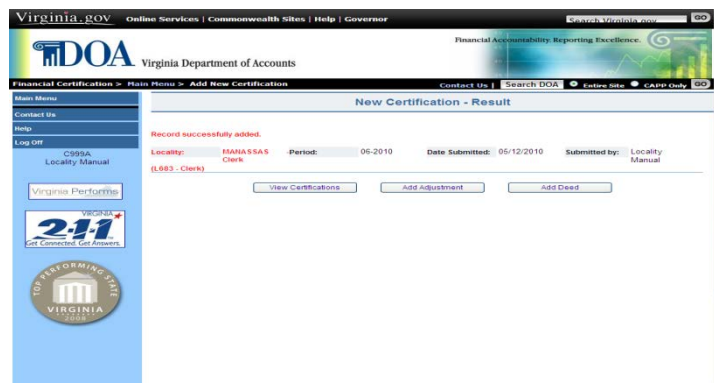 Virginia.gov Online Services | Commonwealth Sites | Help | Governor Search Virginia.gov GO
Financial Accountability. Reporting Excellence.
DOA Virginia Department of Accounts
Financial Certification > Main Menu > Add New Certification Contact Us | Search DOA Entire Site CAPP Only GO
Main Menu
Contact Us
Help
Log Off
C999A
Locality Manual
Virginia Performs
VIRGINIA
2-1-1
Get Connected. Get Answers.
TOP PERFORMING STATE
VIRGINIA
2008
New Certification - Result
Record successfully added.
Locality: MANASSAS Period: 06-2010 Date Submitted: 05/12/2010 Submitted by: Locality
Clerk Manual
(L683 - Clerk)
View Certifications Add Adjustment Add Deed